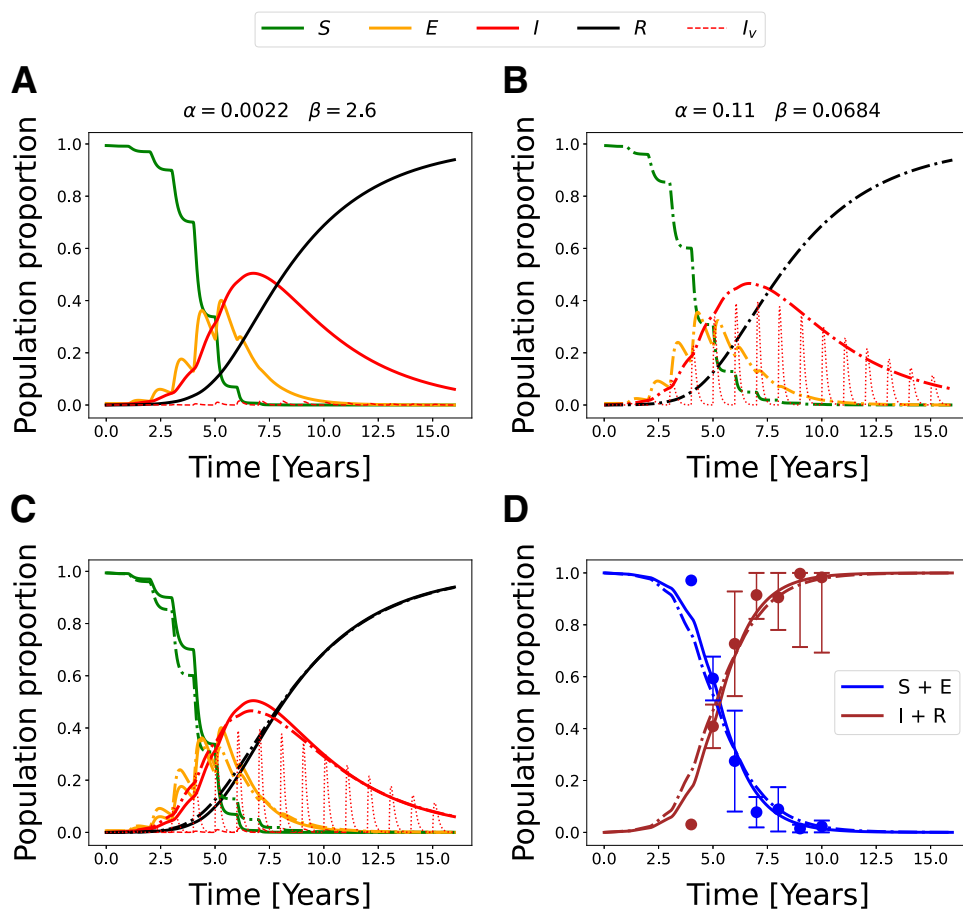 S E I R I_v
A
B
α = 0.0022 β = 2.6
α = 0.11 β = 0.0684
Population proportion
1.0
0.8
0.6
0.4
0.2
0.0
0.0 2.5 5.0 7.5 10.0 12.5 15.0
Time [Years]
Population proportion
1.0
0.8
0.6
0.4
0.2
0.0
0.0 2.5 5.0 7.5 10.0 12.5 15.0
Time [Years]
C
D
Population proportion
1.0
0.8
0.6
0.4
0.2
0.0
0.0 2.5 5.0 7.5 10.0 12.5 15.0
Time [Years]
Population proportion
1.0
0.8
0.6
0.4
0.2
0.0
S + E
I + R
0.0 2.5 5.0 7.5 10.0 12.5 15.0
Time [Years]